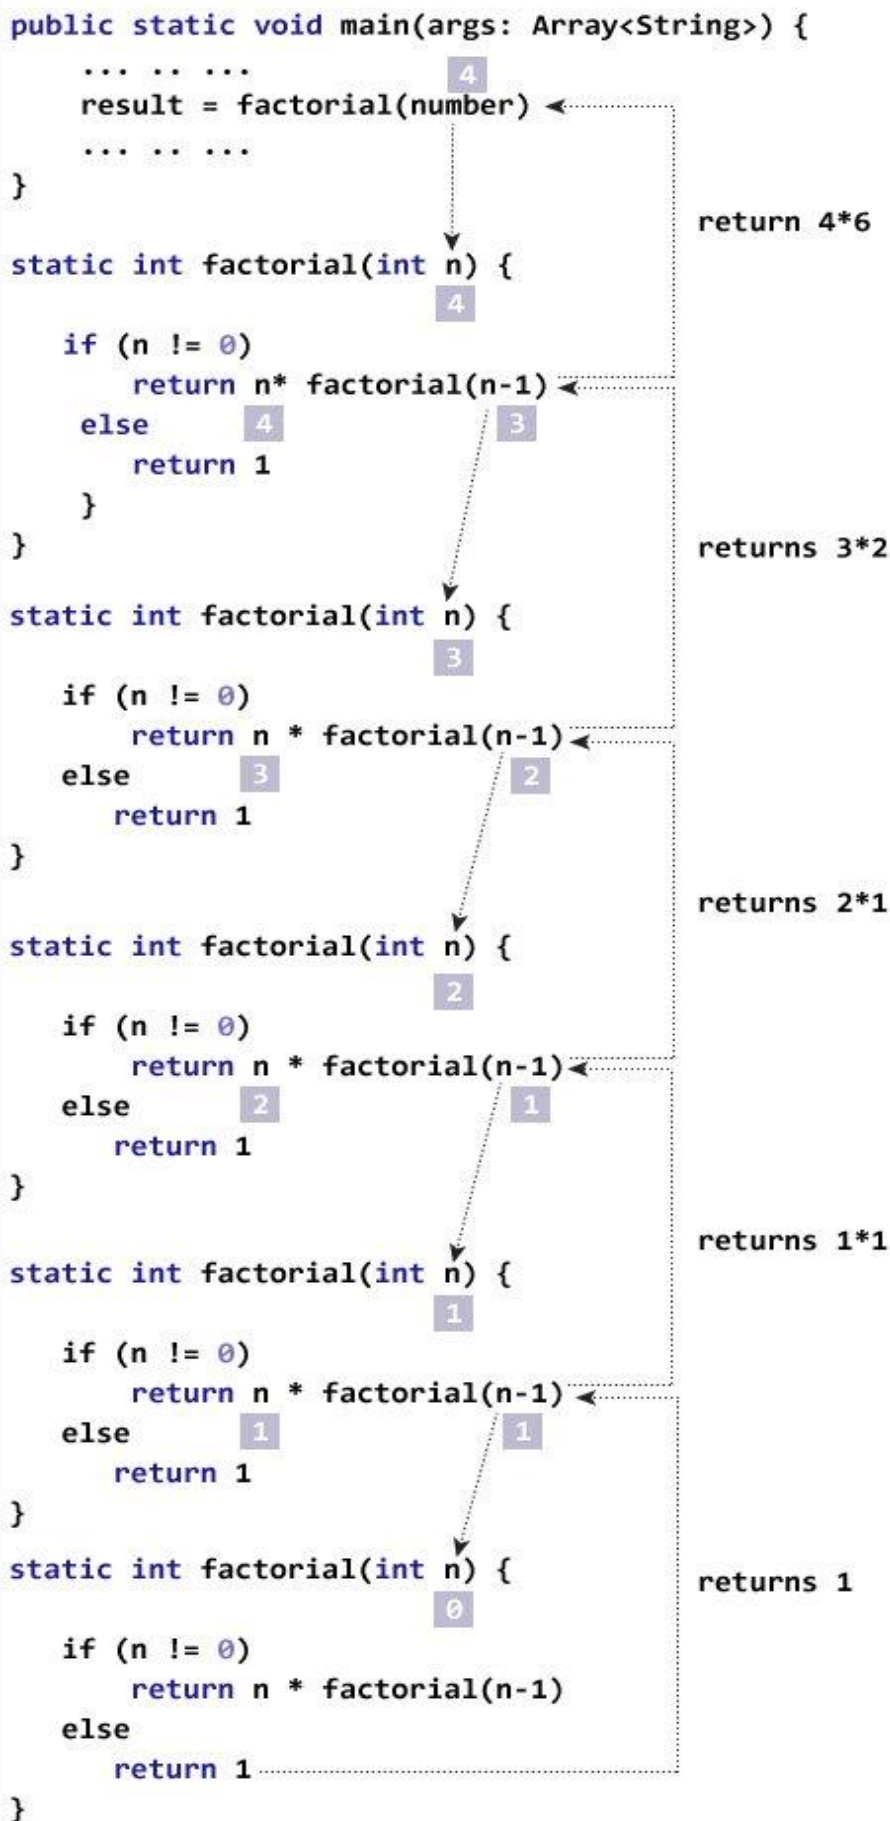 public static void main(args: Array<String>) {
... .. ...
4
result = factorial(number)
... .. ...
}
return 4*6
static int factorial(int n) {
4
if (n != 0)
return n* factorial(n-1)
else 4 3
return 1
}
}
returns 3*2
static int factorial(int n) {
3
if (n != 0)
return n * factorial(n-1)
else 3 2
return 1
}
returns 2*1
static int factorial(int n) {
2
if (n != 0)
return n * factorial(n-1)
else 2 1
return 1
}
returns 1*1
static int factorial(int n) {
1
if (n != 0)
return n * factorial(n-1)
else 1 1
return 1
}
static int factorial(int n) {
returns 1
0
if (n != 0)
return n * factorial(n-1)
else
return 1
}